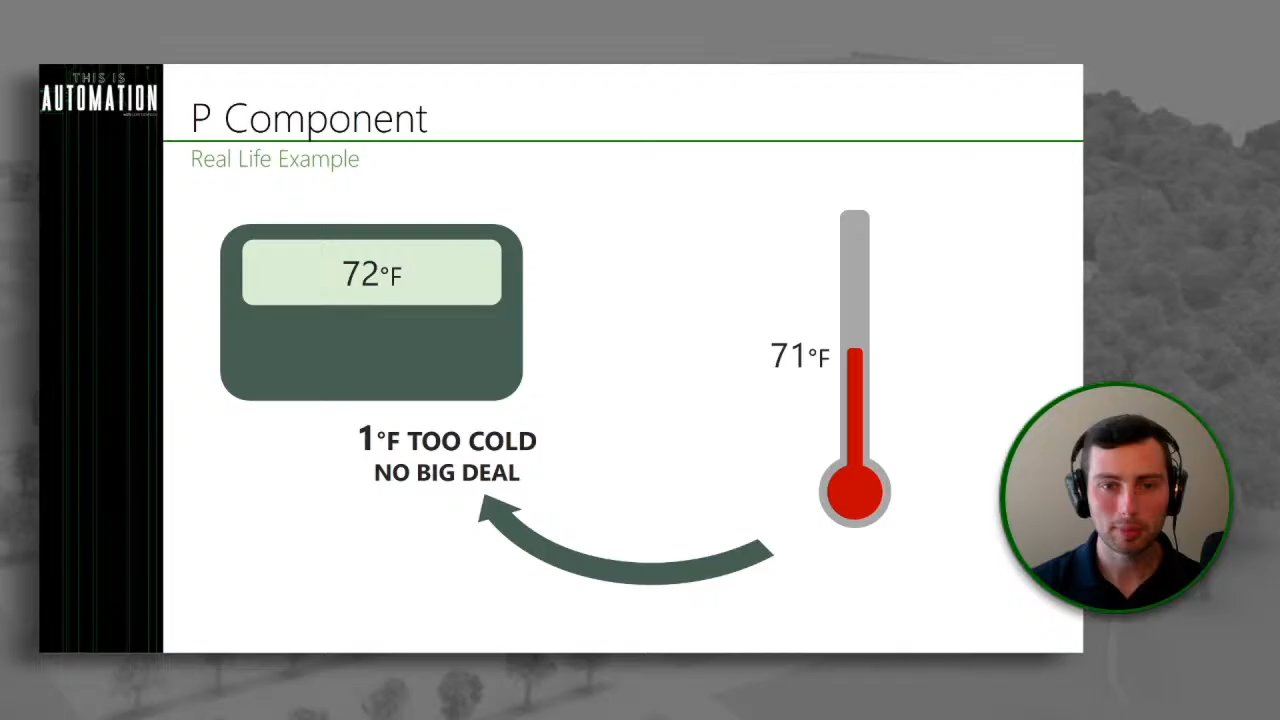 THIS IS
AUTOMATION
P Component
Real Life Example
72°F
71°F
1°F TOO COLD
NO BIG DEAL